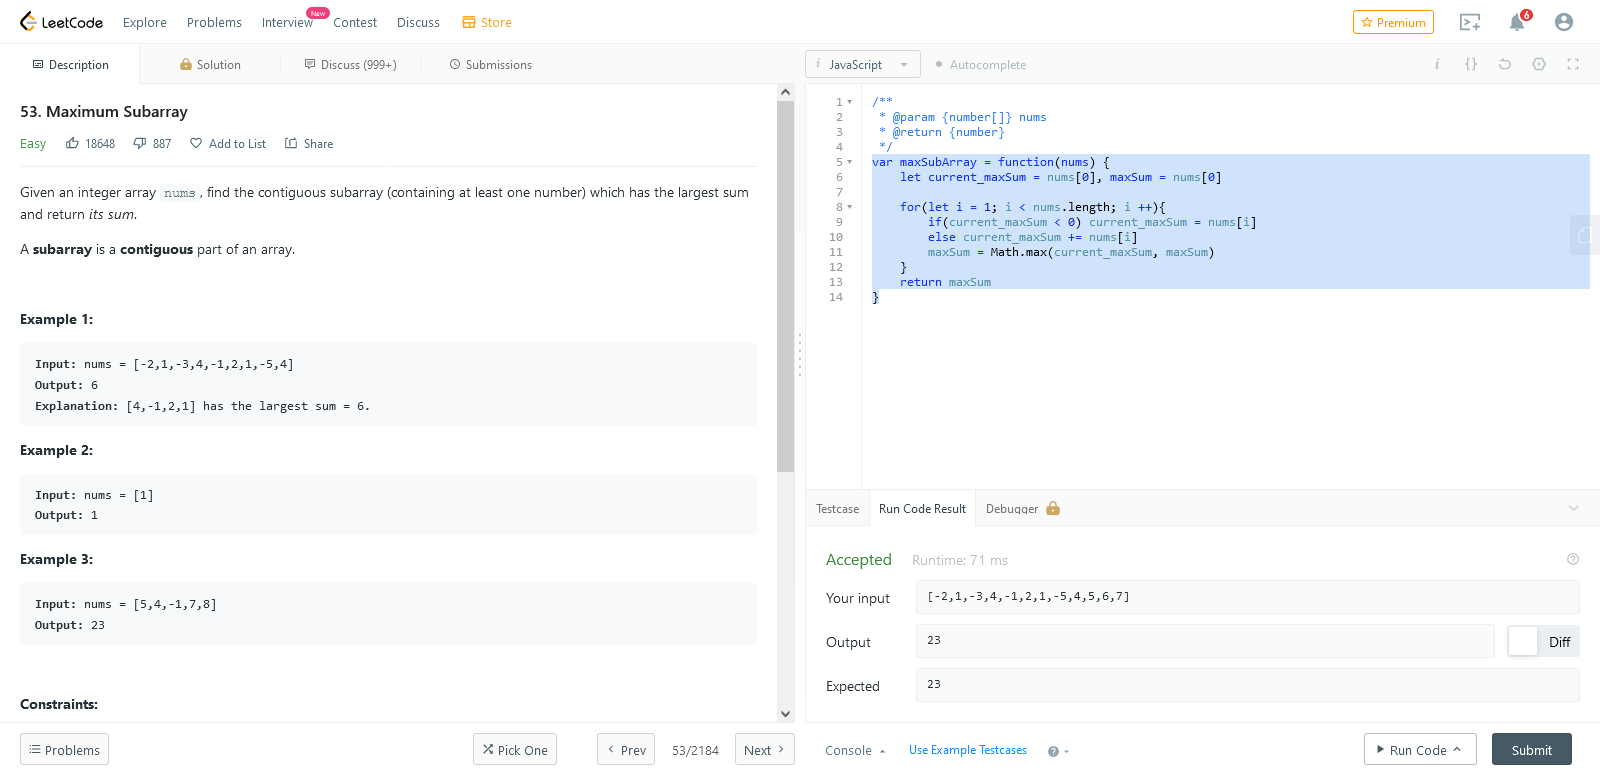 LeetCode Explore Problems Interview New Contest Discuss Store Premium 6
Description Solution Discuss (999+) Submissions
53. Maximum Subarray
Easy 18648 887 Add to List Share
Given an integer array nums, find the contiguous subarray (containing at least one number) which has the largest sum
and return its sum.
A subarray is a contiguous part of an array.
Example 1:
Input: nums = [-2,1,-3,4,-1,2,1,-5,4]
Output: 6
Explanation: [4,-1,2,1] has the largest sum = 6.
Example 2:
Input: nums = [1]
Output: 1
Example 3:
Input: nums = [5,4,-1,7,8]
Output: 23
Constraints:
Problems Pick One Prev 53/2184 Next
i JavaScript Autocomplete i {}
1 /**
2  * @param {number[]} nums
3  * @return {number}
4  */
5 var maxSubArray = function(nums) {
6     let current_maxSum = nums[0], maxSum = nums[0]
7
8     for(let i = 1; i < nums.length; i ++){
9         if(current_maxSum < 0) current_maxSum = nums[i]
10         else current_maxSum += nums[i]
11         maxSum = Math.max(current_maxSum, maxSum)
12     }
13     return maxSum
14 }
Testcase Run Code Result Debugger
Accepted Runtime: 71 ms
Your input [-2,1,-3,4,-1,2,1,-5,4,5,6,7]
Output 23 Diff
Expected 23
Console Use Example Testcases ? Run Code Submit